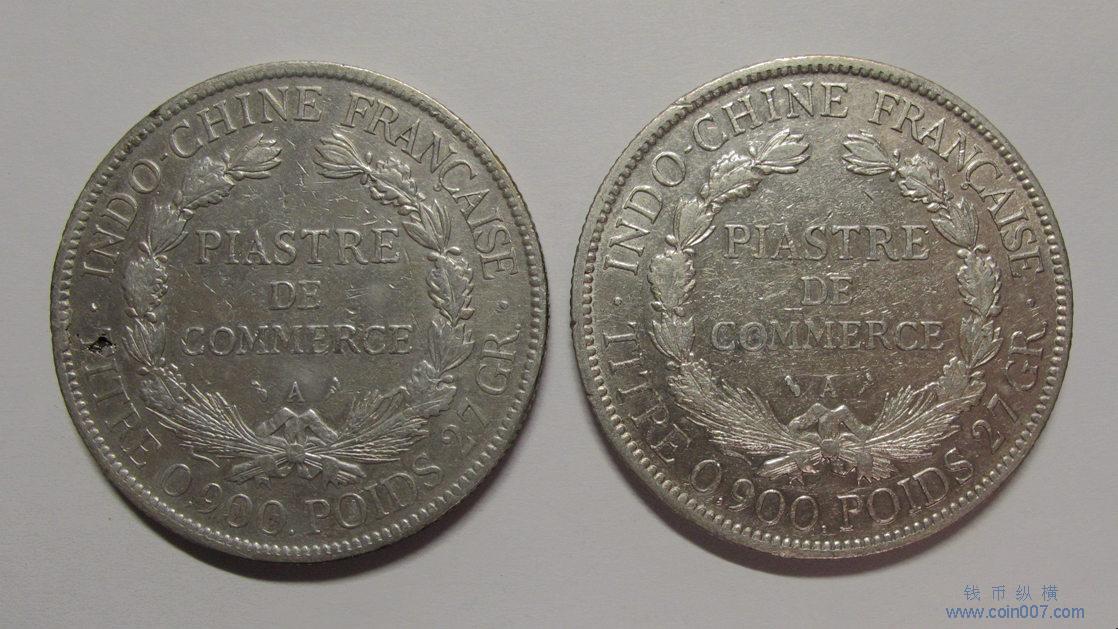 · INDO-CHINE FRANÇAISE ·
PIASTRE
DE
COMMERCE
A
TITRE 0,900. POIDS 27 GR.
· INDO-CHINE FRANÇAISE ·
PIASTRE
DE
COMMERCE
A
TITRE 0,900. POIDS 27 GR.
钱币纵横
www.coin007.com